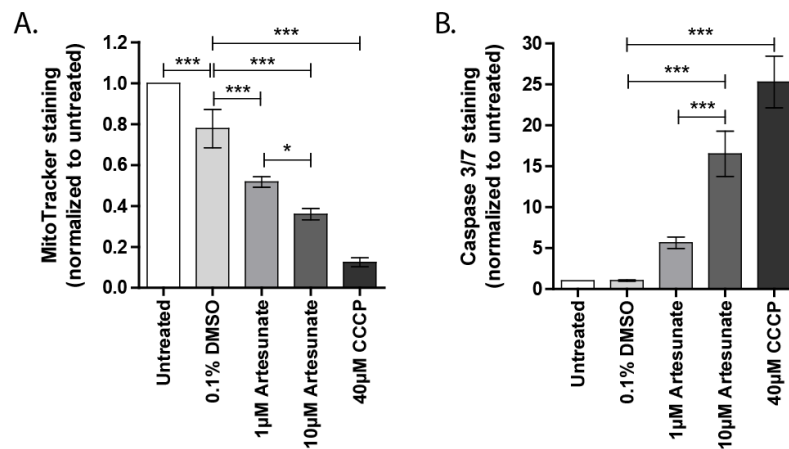 A.
MitoTracker staining
(normalized to untreated)
1.2
1.0
0.8
0.6
0.4
0.2
0.0
***
***
***
***
*
Untreated
0.1% DMSO
1µM Artesunate
10µM Artesunate
40µM CCCP
B.
Caspase 3/7 staining
(normalized to untreated)
30
25
20
15
10
5
0
***
***
***
Untreated
0.1% DMSO
1µM Artesunate
10µM Artesunate
40µM CCCP